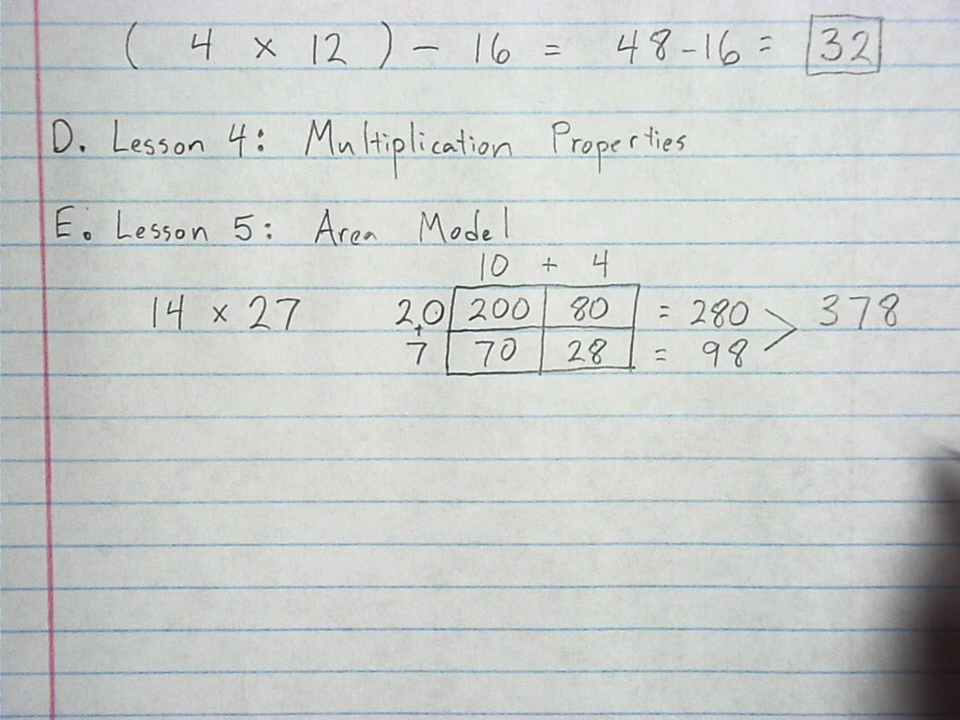 ( 4 x 12 ) - 16 = 48 - 16 = 32
D. Lesson 4: Multiplication Properties
E. Lesson 5: Area Model
10 + 4
14 x 27 20 200 80 = 280 > 378
+
7 70 28 = 98